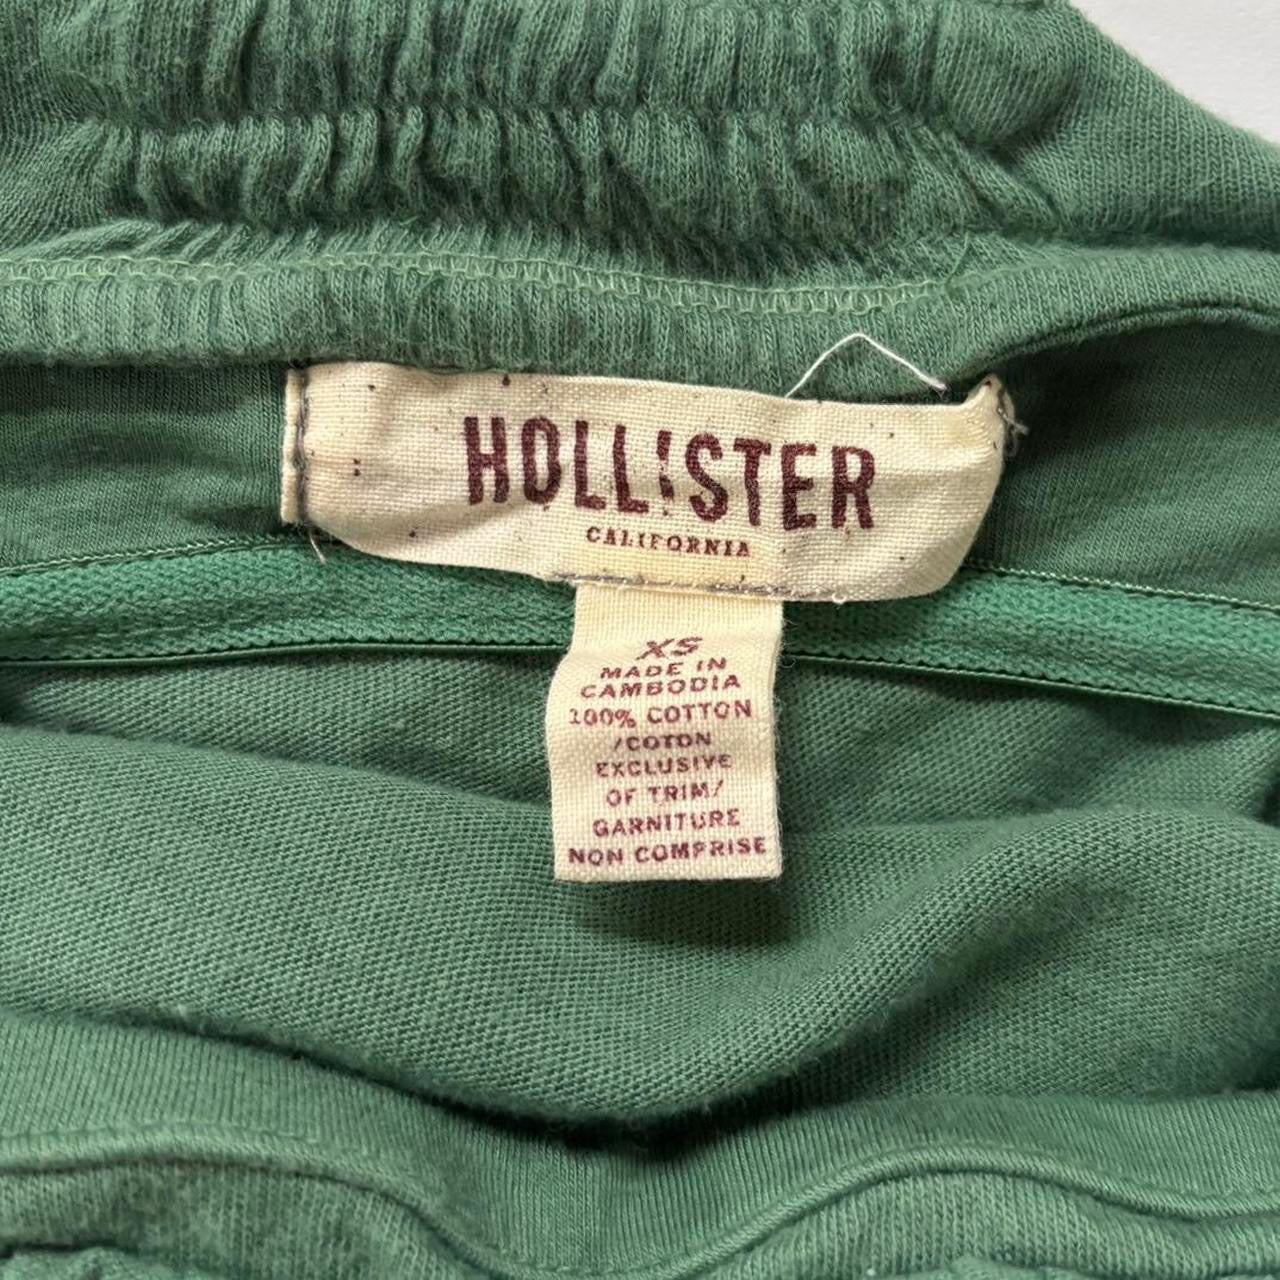 HOLLISTER
CALIFORNIA
XS
MADE IN
CAMBODIA
100% COTTON
/COTON
EXCLUSIVE
OF TRIM/
GARNITURE
NON COMPRISE